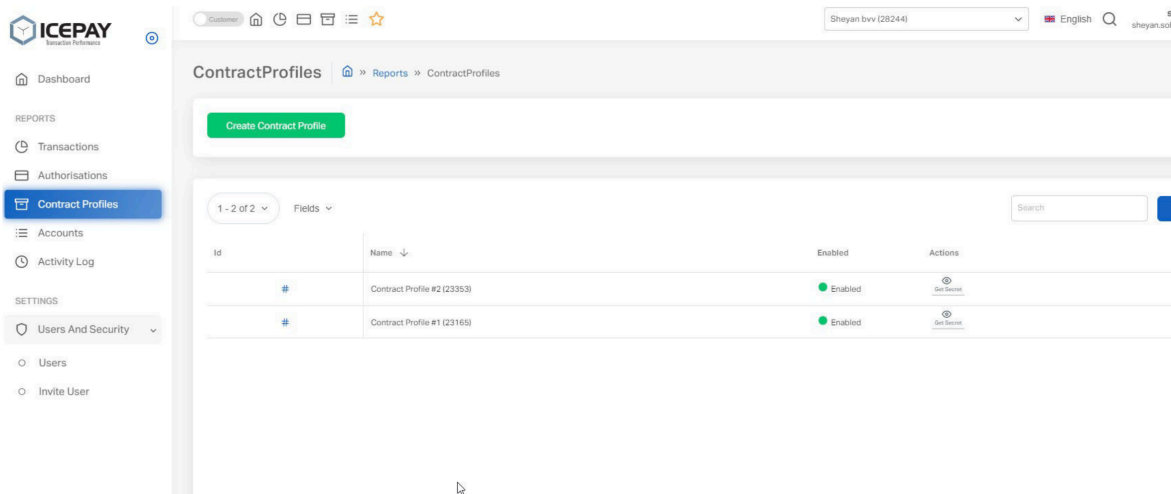 ICEPAY
Transaction Performance
Customer
Sheyan bvv (28244)
English
sheyan.sol
Dashboard
REPORTS
Transactions
Authorisations
Contract Profiles
Accounts
Activity Log
SETTINGS
Users And Security
Users
Invite User
ContractProfiles
» Reports » ContractProfiles
Create Contract Profile
1 - 2 of 2
Fields
Search
Id Name Enabled Actions
# Contract Profile #2 (23353) Enabled Get Secret
# Contract Profile #1 (23165) Enabled Get Secret